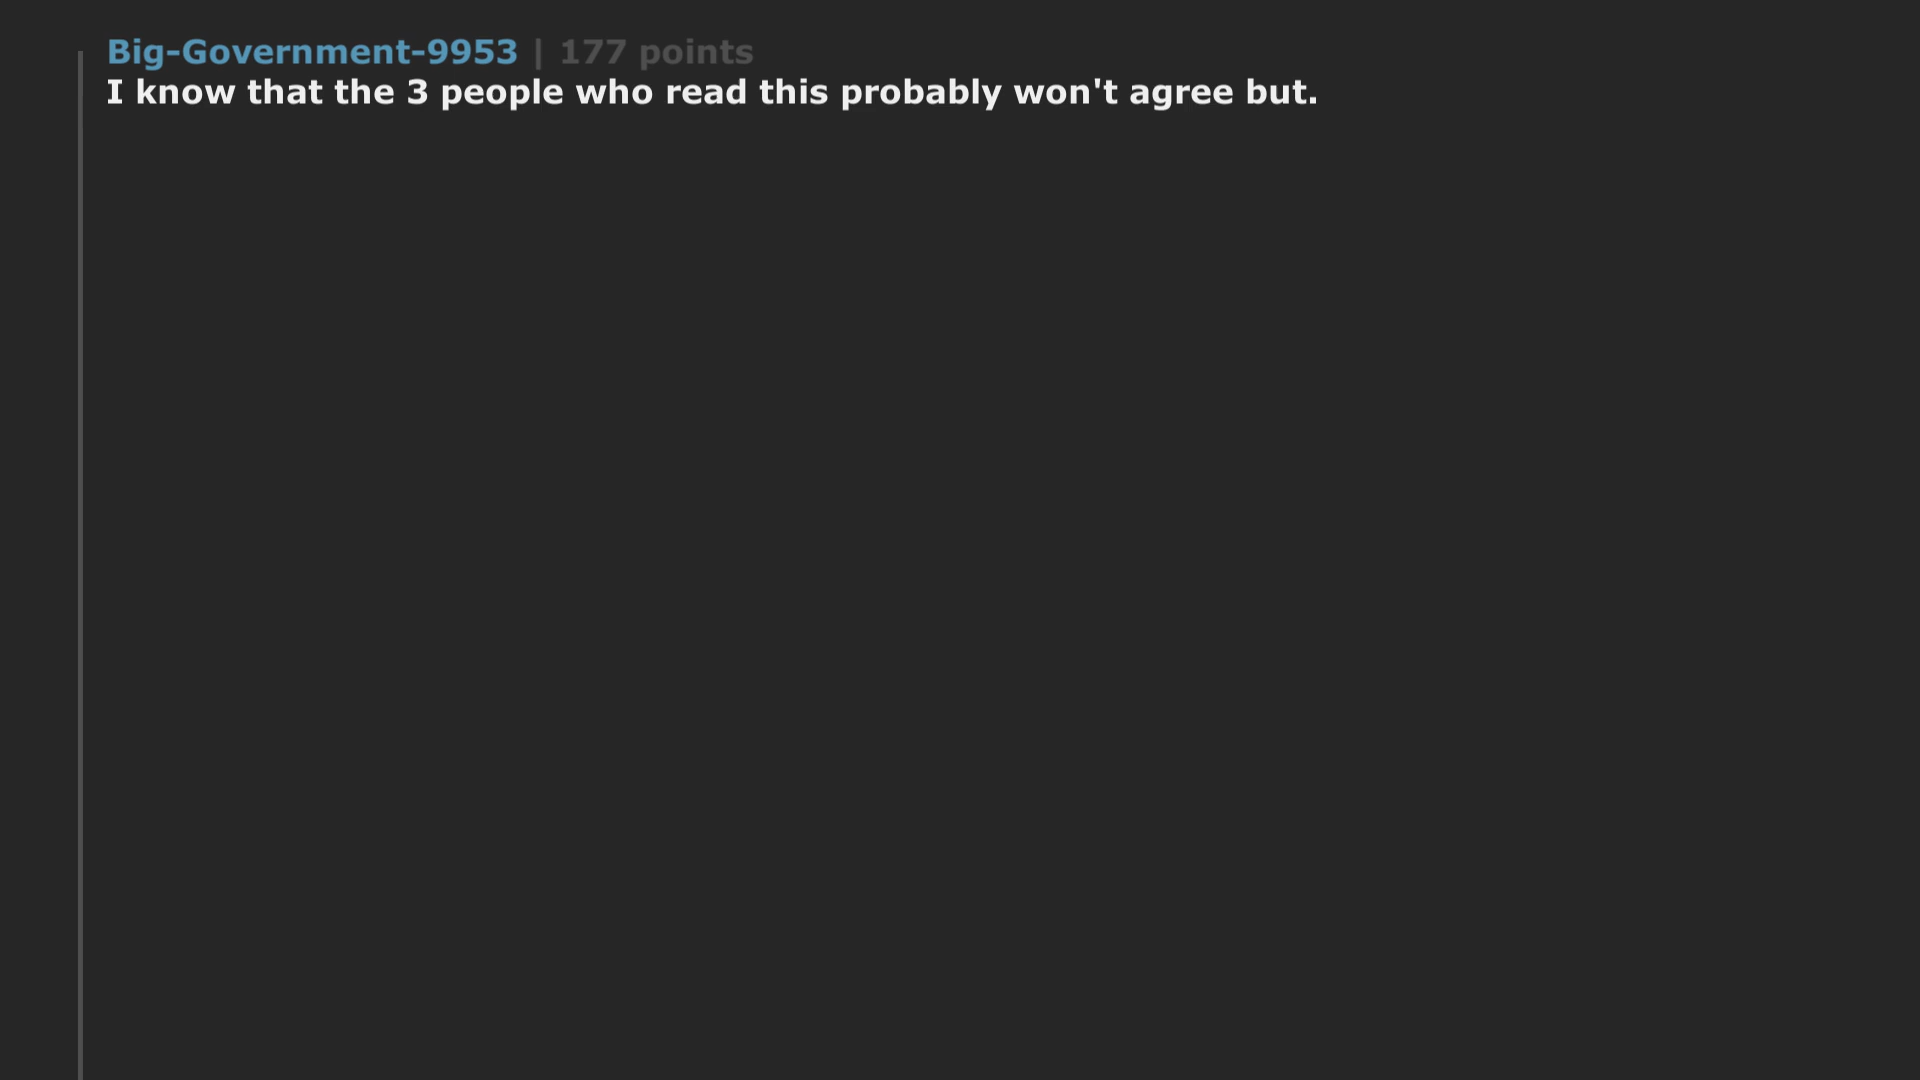 Big-Government-9953 | 177 points
I know that the 3 people who read this probably won't agree but.